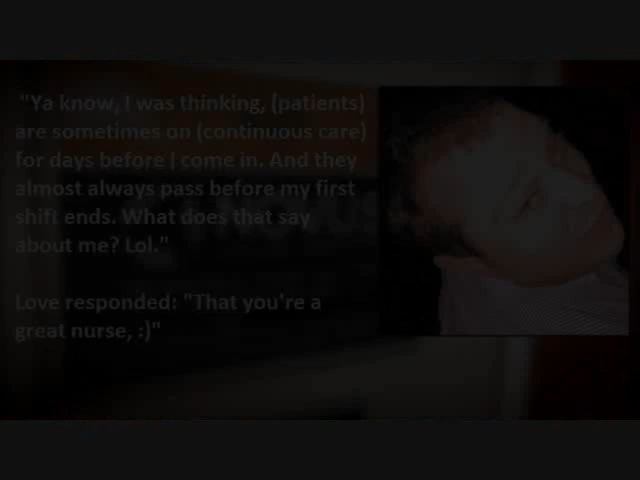 "Ya know, I was thinking, (patients)
are sometimes on (continuous care)
for days before I come in. And they
almost always pass before my first
shift ends. What does that say
about me? Lol."
Love responded: "That you're a
great nurse, :)"